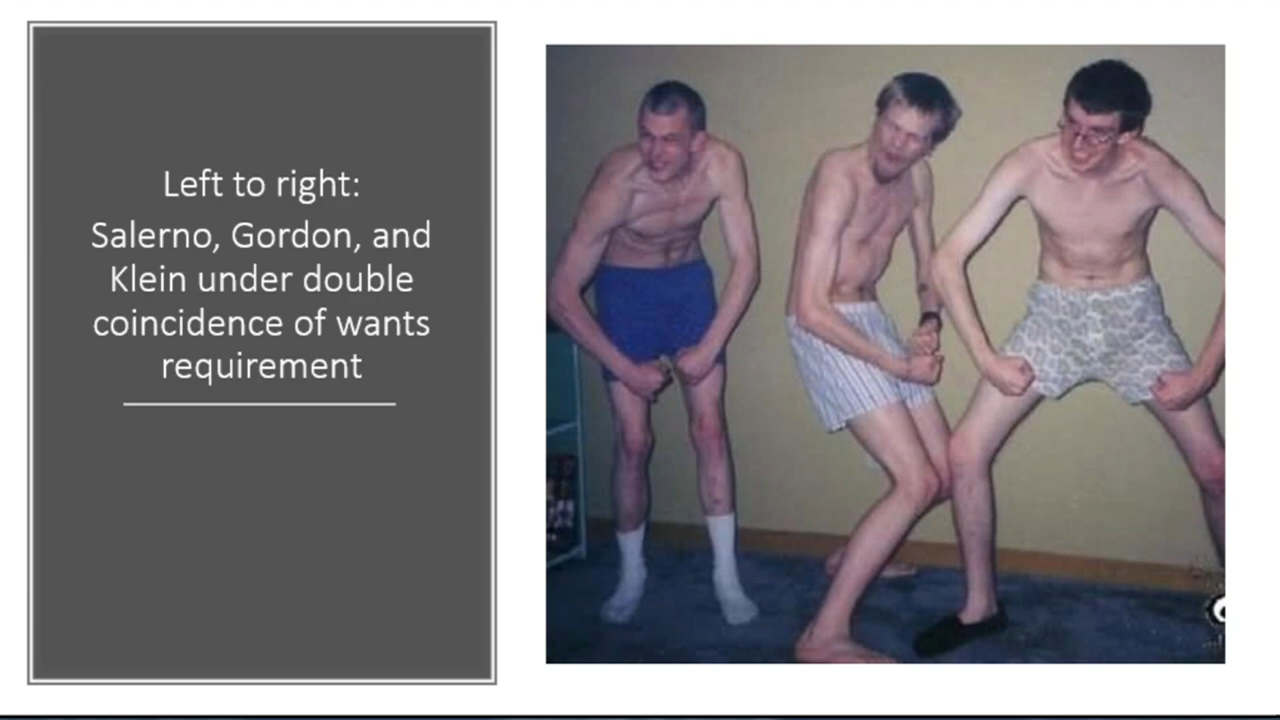 Left to right:
Salerno, Gordon, and
Klein under double
coincidence of wants
requirement